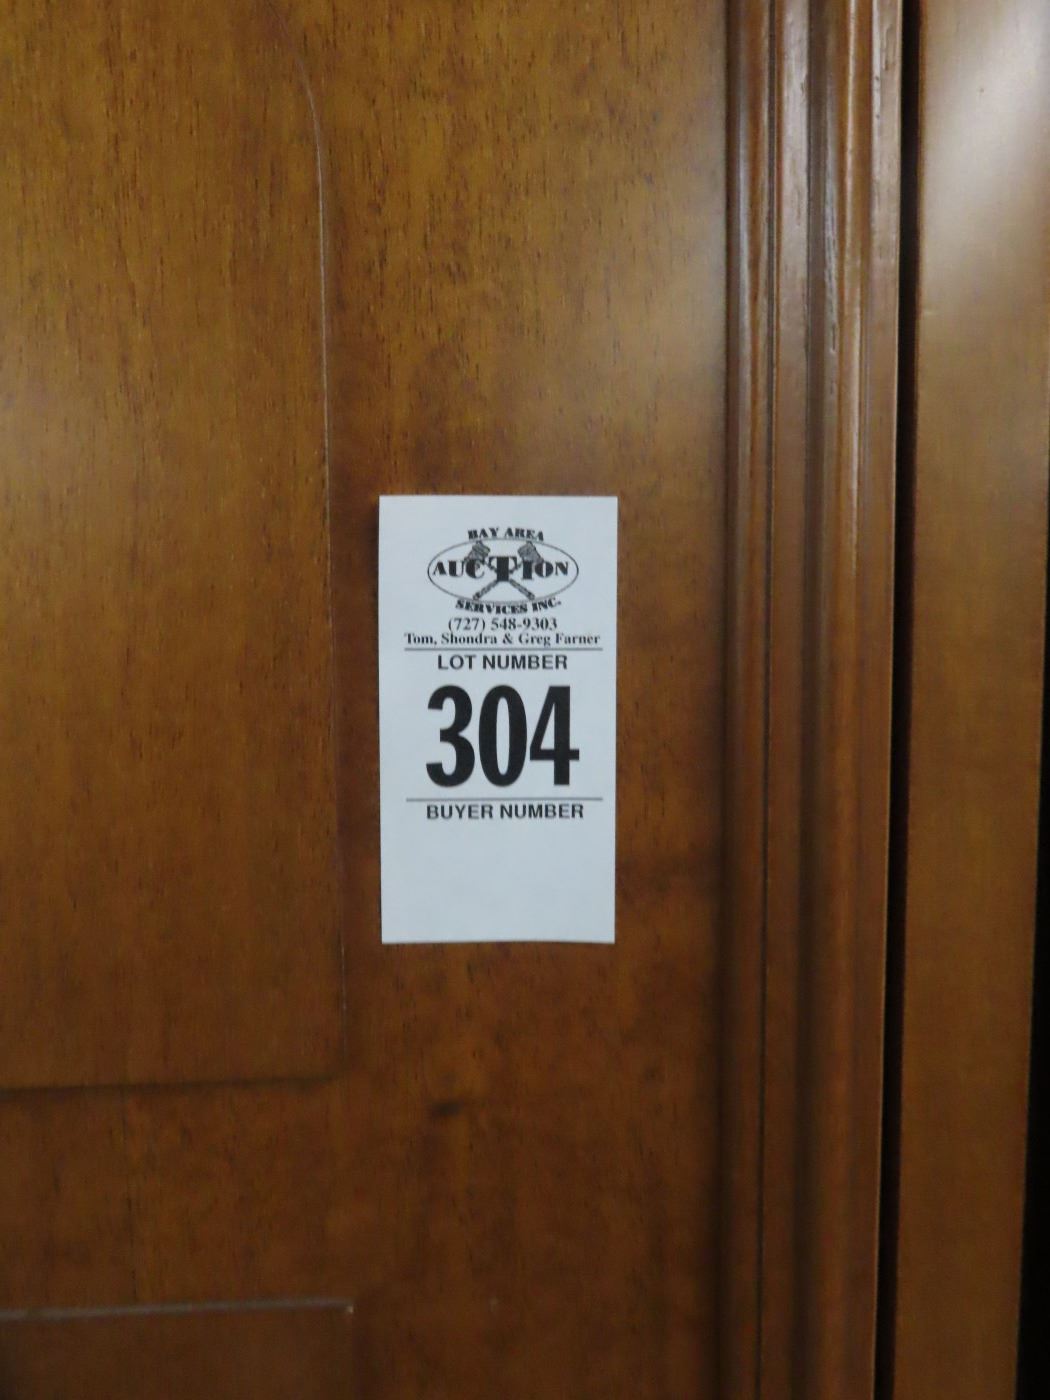 BAY AREA
AUCTION
SERVICES INC.
(727) 548-9303
Tom, Shondra & Greg Farner
LOT NUMBER
304
BUYER NUMBER